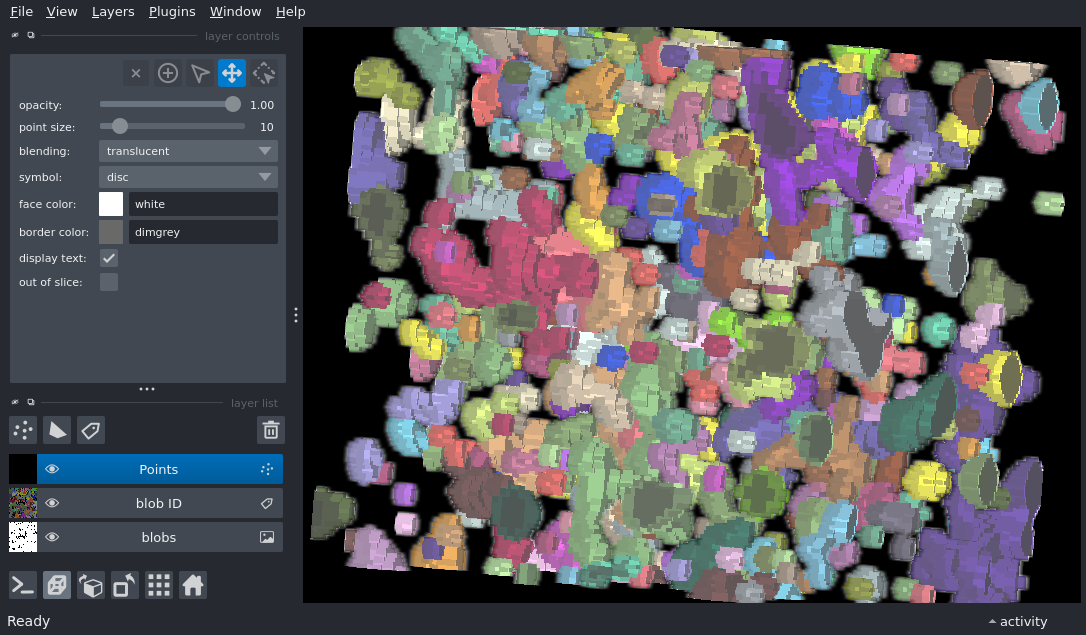 File View Layers Plugins Window Help
layer controls
opacity: 1.00
point size: 10
blending: translucent
symbol: disc
face color: white
border color: dimgrey
display text:
out of slice:
layer list
Points
blob ID
blobs
Ready
activity